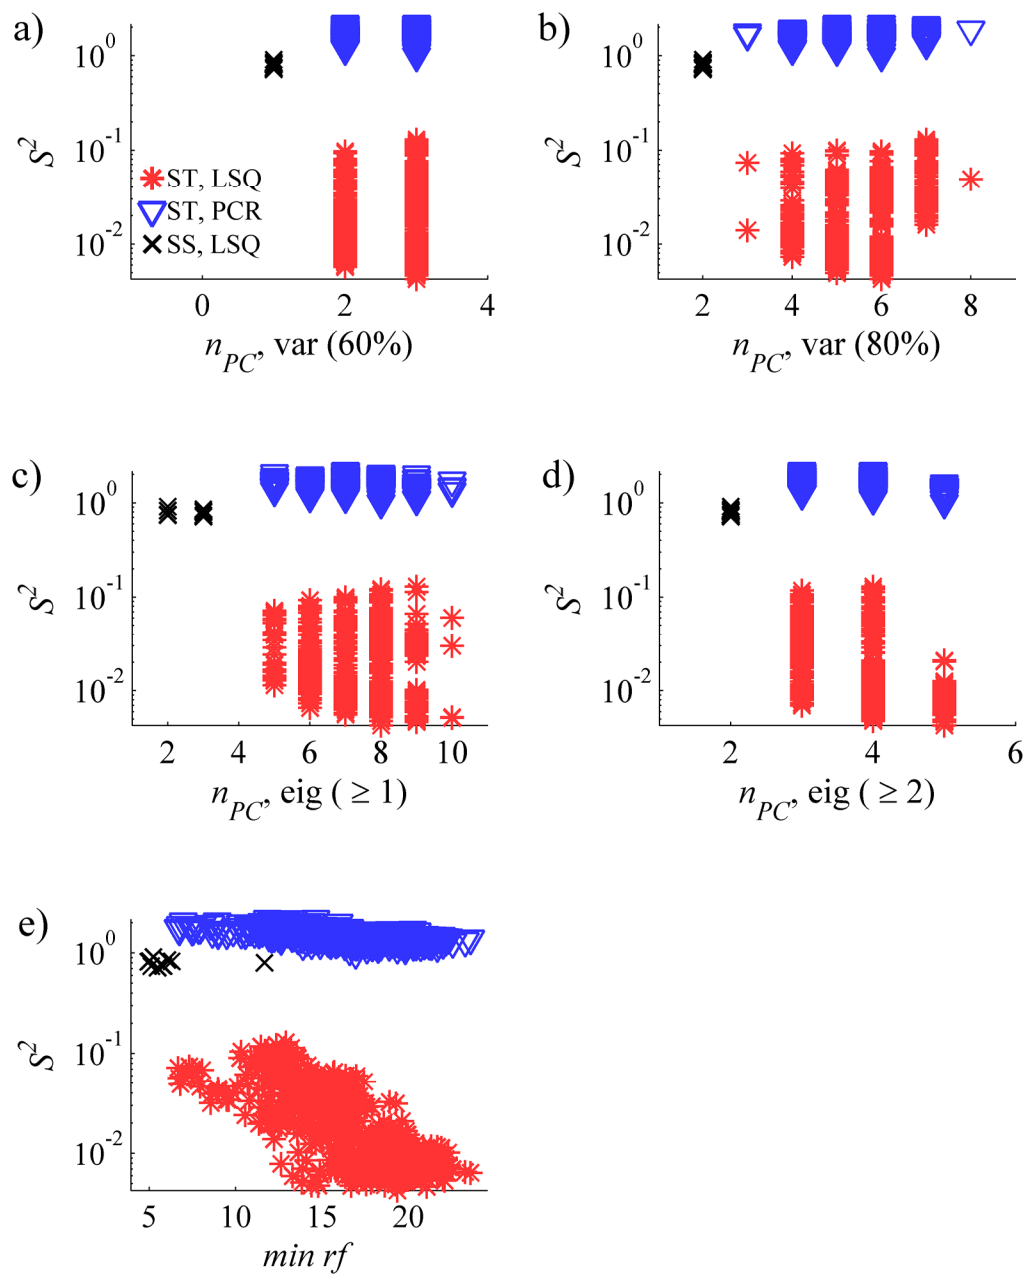 a)
10^0
10^-1
10^-2
S^2
ST, LSQ
ST, PCR
SS, LSQ
0 2 4
n_PC, var (60%)
b)
10^0
10^-1
10^-2
S^2
2 4 6 8
n_PC, var (80%)
c)
10^0
10^-1
10^-2
S^2
2 4 6 8 10
n_PC, eig ( ≥ 1)
d)
10^0
10^-1
10^-2
S^2
2 4 6
n_PC, eig ( ≥ 2)
e)
10^0
10^-1
10^-2
S^2
5 10 15 20
min rf